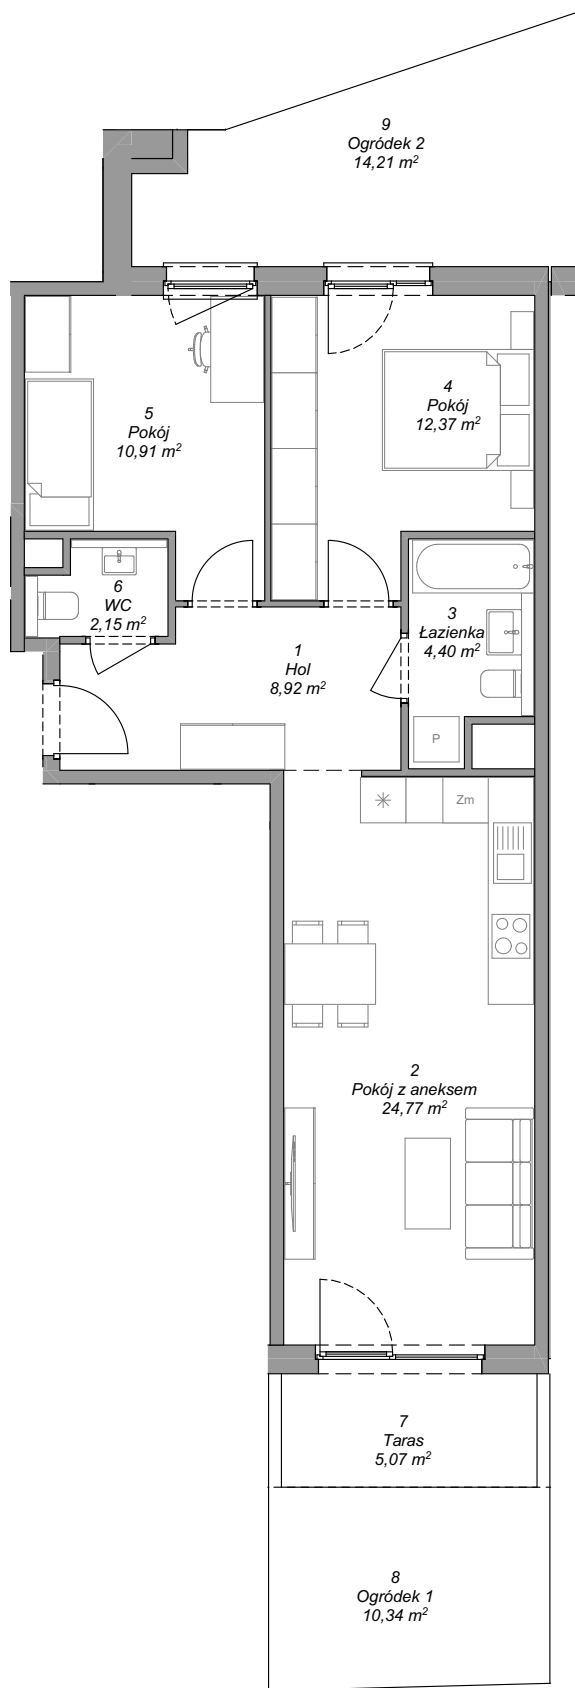 9
Ogródek 2
14,21 m²
5
Pokój
10,91 m²
4
Pokój
12,37 m²
6
WC
2,15 m²
3
Łazienka
4,40 m²
1
Hol
8,92 m²
P
Zm
2
Pokój z aneksem
24,77 m²
7
Taras
5,07 m²
8
Ogródek 1
10,34 m²